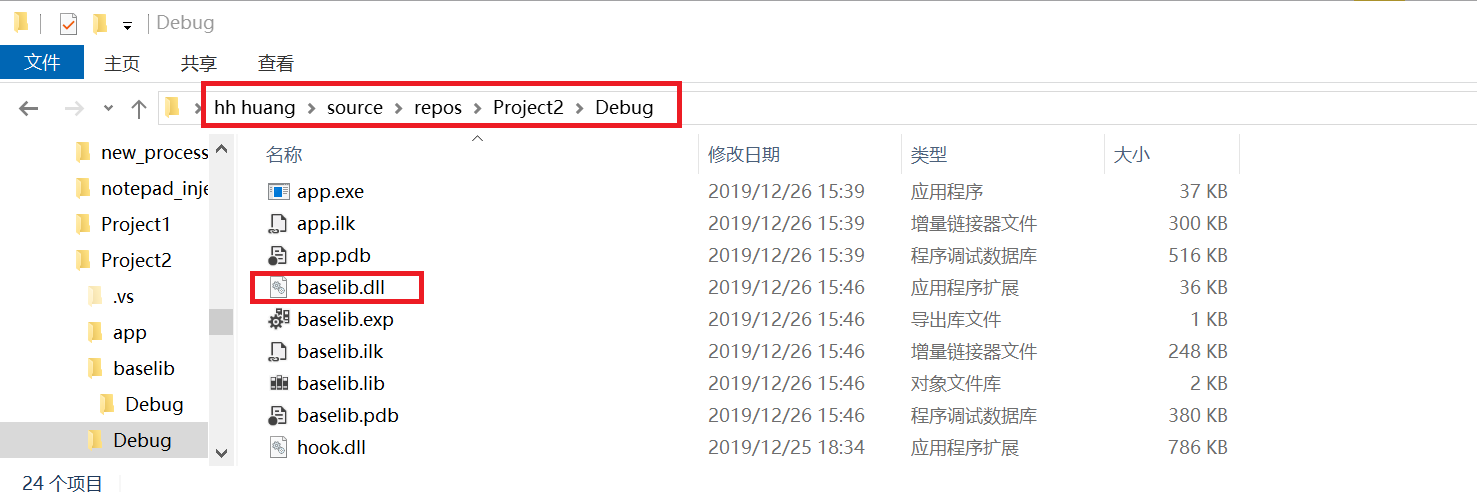 Debug
文件 主页 共享 查看
hh huang source repos Project2 Debug
new_process
notepad_inje
Project1
Project2
.vs
app
baselib
Debug
Debug
名称 修改日期 类型 大小
app.exe 2019/12/26 15:39 应用程序 37 KB
app.ilk 2019/12/26 15:39 增量链接器文件 300 KB
app.pdb 2019/12/26 15:39 程序调试数据库 516 KB
baselib.dll 2019/12/26 15:46 应用程序扩展 36 KB
baselib.exp 2019/12/26 15:46 导出库文件 1 KB
baselib.ilk 2019/12/26 15:46 增量链接器文件 248 KB
baselib.lib 2019/12/26 15:46 对象文件库 2 KB
baselib.pdb 2019/12/26 15:46 程序调试数据库 380 KB
hook.dll 2019/12/25 18:34 应用程序扩展 786 KB
24 个项目